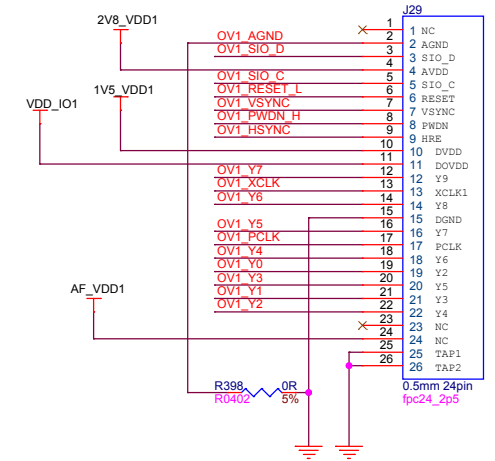 J29
2V8_VDD1
1
1 NC
OV1_AGND 2
2 AGND
OV1_SIO_D 3
3 SIO_D
4
4 AVDD
OV1_SIO_C 5
5 SIO_C
1V5_VDD1
OV1_RESET_L 6
6 RESET
VDD_IO1
OV1_VSYNC 7
7 VSYNC
OV1_PWDN_H 8
8 PWDN
OV1_HSYNC 9
9 HRE
10
10 DVDD
11
11 DOVDD
OV1_Y7 12
12 Y9
OV1_XCLK 13
13 XCLK1
OV1_Y6 14
14 Y8
15
15 DGND
OV1_Y5 16
16 Y7
OV1_PCLK 17
17 PCLK
OV1_Y4 18
18 Y6
OV1_Y0 19
19 Y2
OV1_Y3 20
20 Y5
OV1_Y1 21
21 Y3
AF_VDD1
OV1_Y2 22
22 Y4
23
23 NC
24
24 NC
25
25 TAP1
26
26 TAP2
R398 0R
0.5mm 24pin
R0402 5%
fpc24_2p5